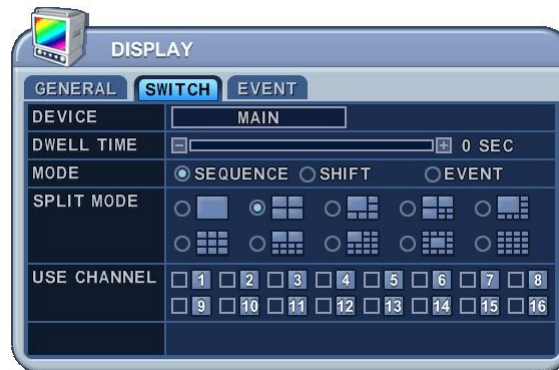 DISPLAY
GENERAL SWITCH EVENT
DEVICE MAIN
DWELL TIME 0 SEC
MODE SEQUENCE SHIFT EVENT
SPLIT MODE
USE CHANNEL 1 2 3 4 5 6 7 8
9 10 11 12 13 14 15 16